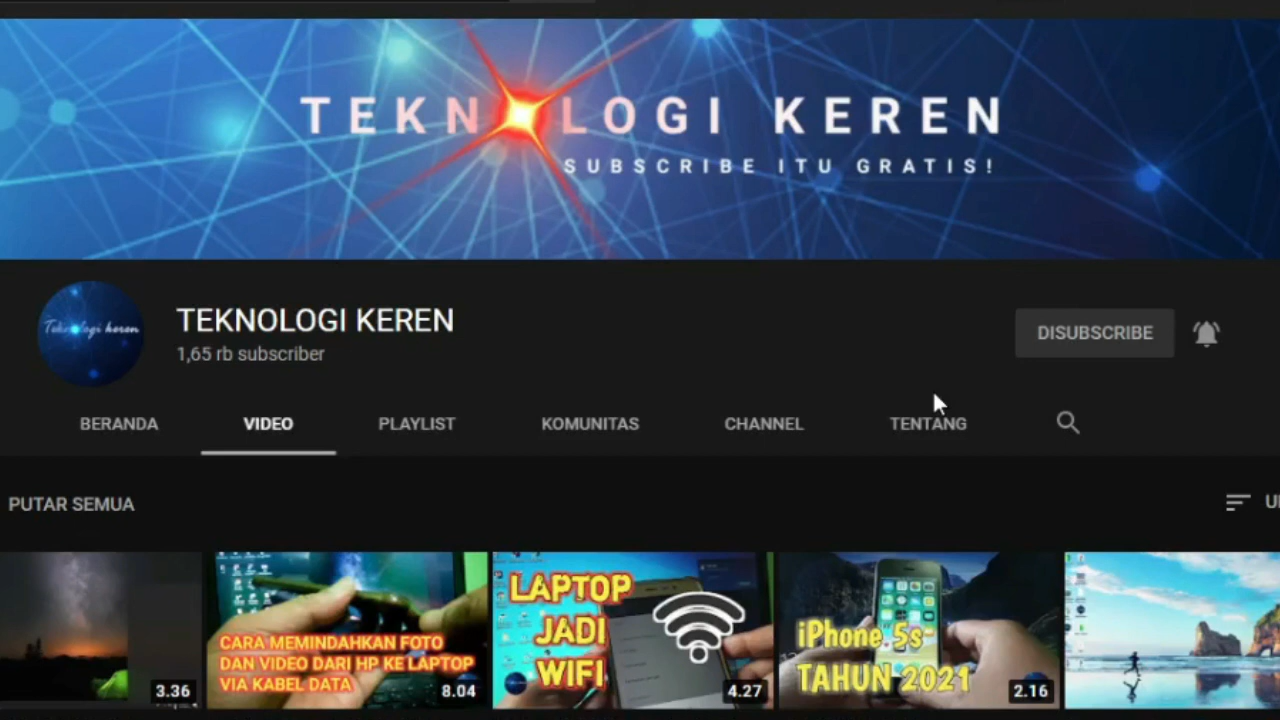 TEKNOLOGI KEREN
SUBSCRIBE ITU GRATIS!
Teknologi keren
TEKNOLOGI KEREN
1,65 rb subscriber
DISUBSCRIBE
BERANDA
VIDEO
PLAYLIST
KOMUNITAS
CHANNEL
TENTANG
PUTAR SEMUA
3.36
CARA MEMINDAHKAN FOTO
DAN VIDEO DARI HP KE LAPTOP
VIA KABEL DATA
8.04
LAPTOP
JADI
WIFI
4.27
iPhone 5s
TAHUN 2021
2.16